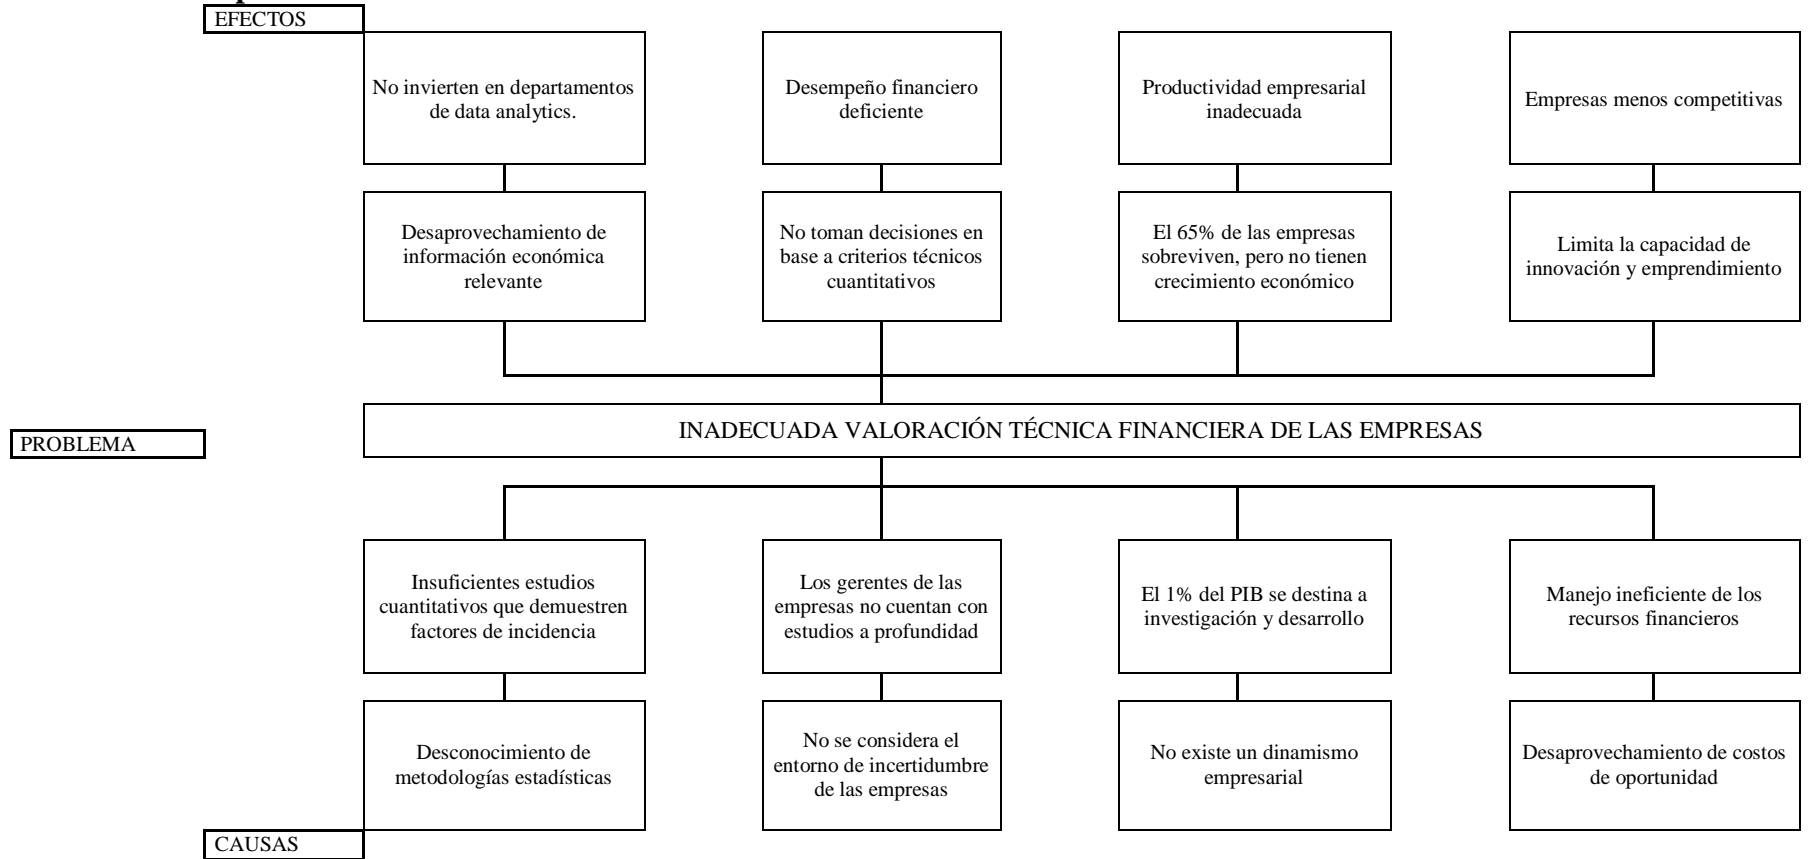 EFECTOS
No invierten en departamentos
de data analytics.
Desempeño financiero
deficiente
Productividad empresarial
inadecuada
Empresas menos competitivas
Desaprovechamiento de
información económica
relevante
No toman decisiones en
base a criterios técnicos
cuantitativos
El 65% de las empresas
sobreviven, pero no tienen
crecimiento económico
Limita la capacidad de
innovación y emprendimiento
PROBLEMA
INADECUADA VALORACIÓN TÉCNICA FINANCIERA DE LAS EMPRESAS
Insuficientes estudios
cuantitativos que demuestren
factores de incidencia
Los gerentes de las
empresas no cuentan con
estudios a profundidad
El 1% del PIB se destina a
investigación y desarrollo
Manejo ineficiente de los
recursos financieros
Desconocimiento de
metodologías estadísticas
No se considera el
entorno de incertidumbre
de las empresas
No existe un dinamismo
empresarial
Desaprovechamiento de costos
de oportunidad
CAUSAS